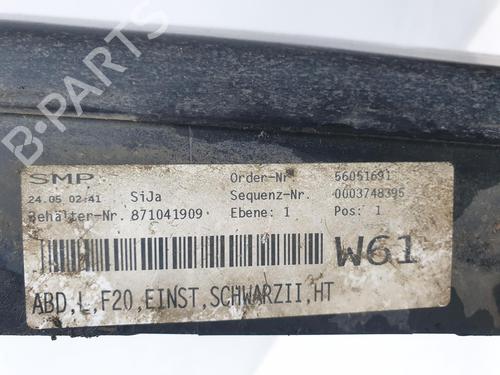 B-PARTS
SMP
24.05 02:41 SiJa
Behälter-Nr. 871041909
Order-Nr 56051691
Sequenz-Nr. 0003748395
Ebene: 1 Pos: 1
W61
ABD,L,F20,EINST,SCHWARZII,HT